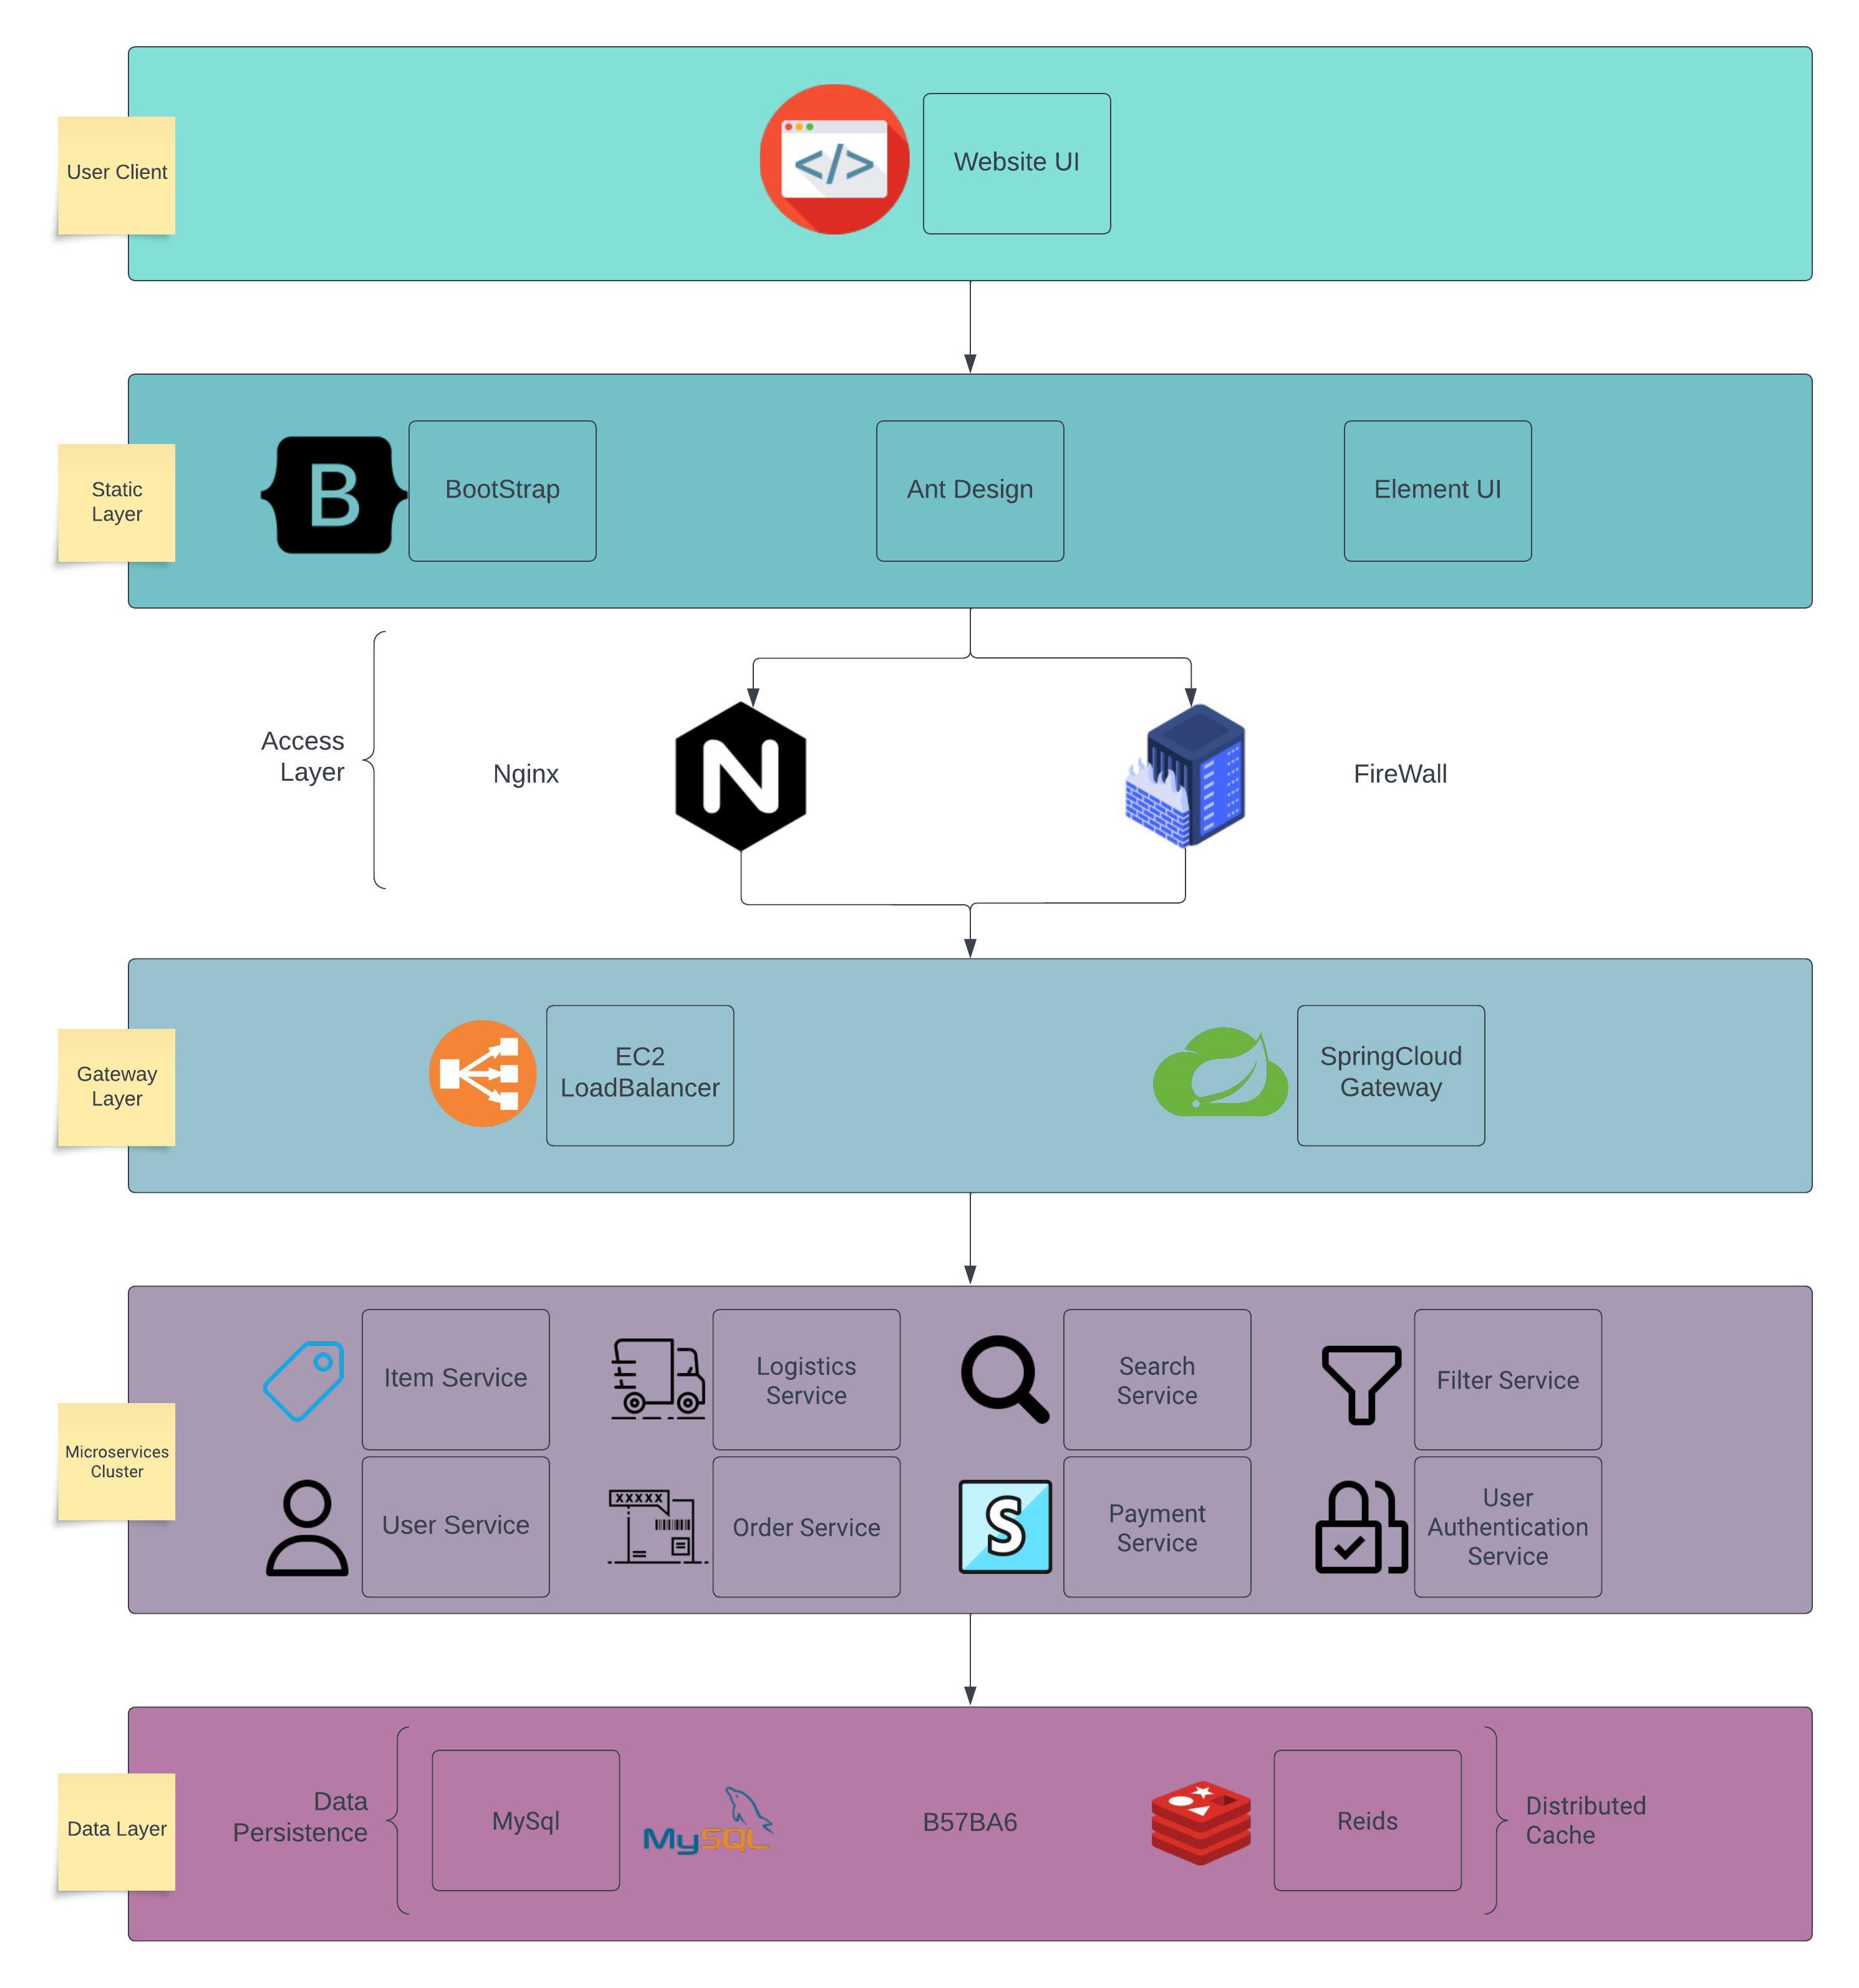 User Client
Website UI
Static
Layer
BootStrap
Ant Design
Element UI
Access
Layer
Nginx
FireWall
Gateway
Layer
EC2
LoadBalancer
SpringCloud
Gateway
Microservices
Cluster
Item Service
Logistics
Service
Search
Service
Filter Service
User Service
XXXXX
Order Service
S
Payment
Service
User
Authentication
Service
Data Layer
Data
Persistence
MySql
MySQL
B57BA6
Reids
Distributed
Cache